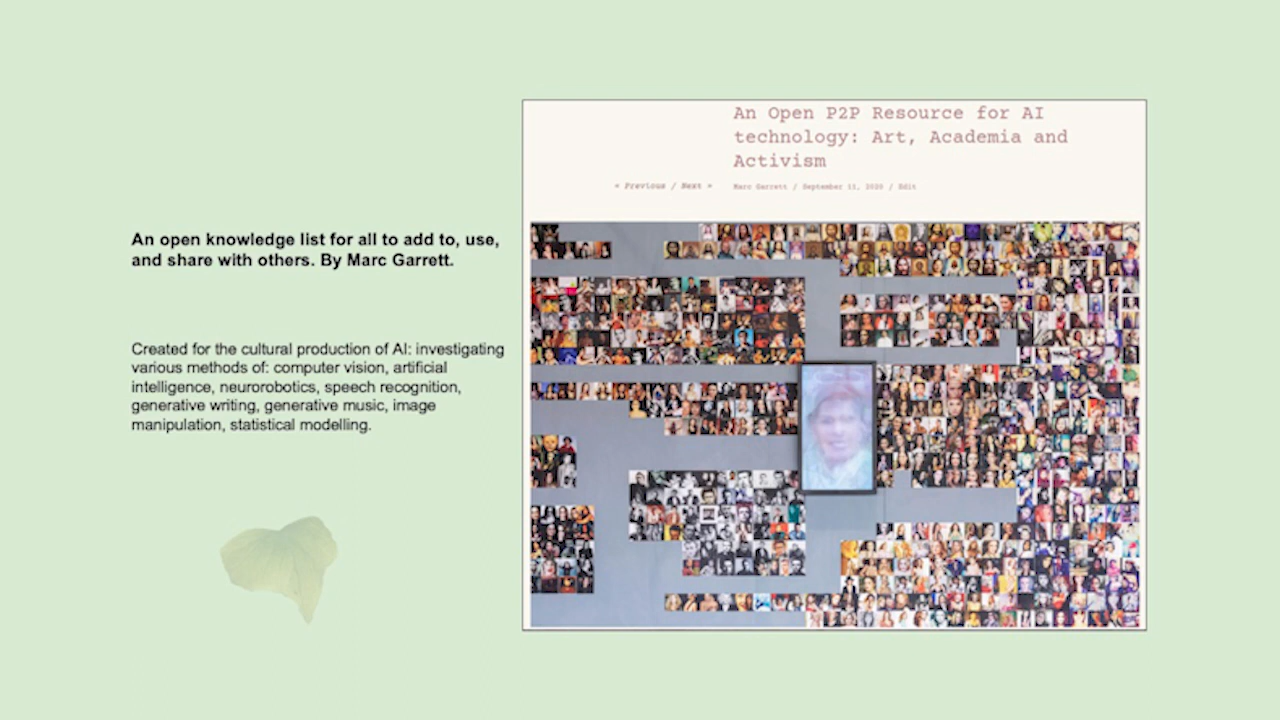 An open knowledge list for all to add to, use,
and share with others. By Marc Garrett.
Created for the cultural production of AI: investigating
various methods of: computer vision, artificial
intelligence, neurorobotics, speech recognition,
generative writing, generative music, image
manipulation, statistical modelling.
An Open P2P Resource for AI
technology: Art, Academia and
Activism
« Previous / Next »
Marc Garrett / September 11, 2020 / Edit